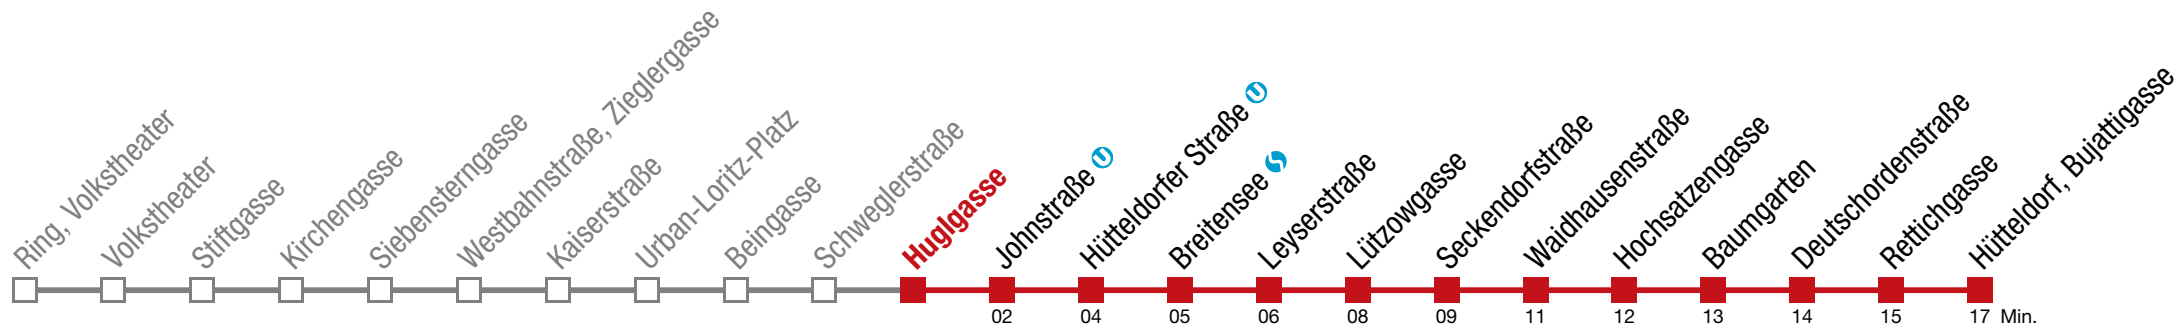 Ring, Volkstheater
Volkstheater
Stiftgasse
Kirchengasse
Siebensterngasse
Westbahnstraße, Zieglergasse
Kaiserstraße
Urban-Loritz-Platz
Beingasse
Schweglerstraße
Huglgasse
Johnstraße U
Hütteldorfer Straße U
Breitensee S
Leyserstraße
Lützowgasse
Seckendorfstraße
Waidhausenstraße
Hochsatzengasse
Baumgarten
Deutschordenstraße
Rettichgasse
Hütteldorf, Bujattigasse
02 04 05 06 08 09 11 12 13 14 15 17 Min.